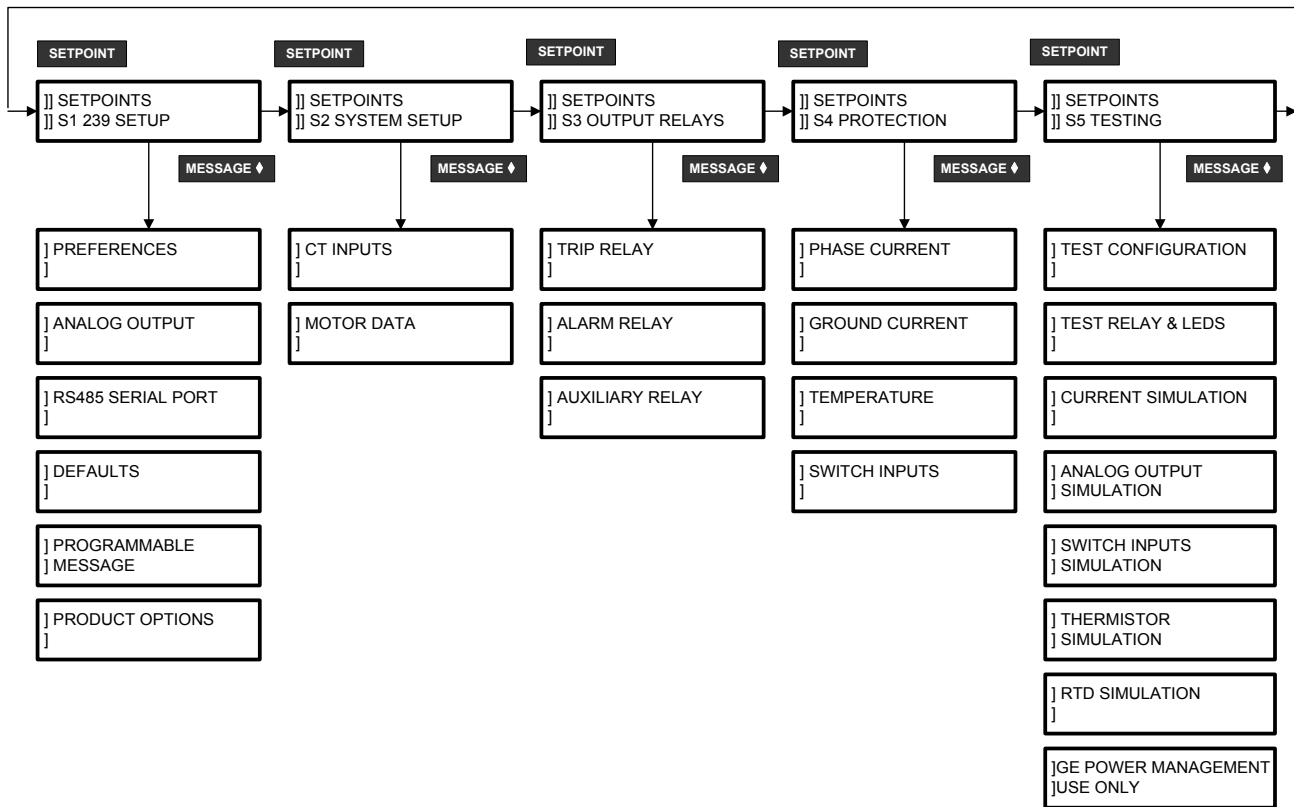 SETPOINT
SETPOINT
SETPOINT
SETPOINT
SETPOINT
]] SETPOINTS
]] S1 239 SETUP
]] SETPOINTS
]] S2 SYSTEM SETUP
]] SETPOINTS
]] S3 OUTPUT RELAYS
]] SETPOINTS
]] S4 PROTECTION
]] SETPOINTS
]] S5 TESTING
MESSAGE ♦
MESSAGE ♦
MESSAGE ♦
MESSAGE ♦
MESSAGE ♦
] PREFERENCES
]
] ANALOG OUTPUT
]
] RS485 SERIAL PORT
]
] DEFAULTS
]
] PROGRAMMABLE
] MESSAGE
] PRODUCT OPTIONS
]
] CT INPUTS
]
] MOTOR DATA
]
] TRIP RELAY
]
] ALARM RELAY
]
] AUXILIARY RELAY
]
] PHASE CURRENT
]
] GROUND CURRENT
]
] TEMPERATURE
]
] SWITCH INPUTS
]
] TEST CONFIGURATION
]
] TEST RELAY & LEDS
]
] CURRENT SIMULATION
]
] ANALOG OUTPUT
] SIMULATION
] SWITCH INPUTS
] SIMULATION
] THERMISTOR
] SIMULATION
] RTD SIMULATION
]
]GE POWER MANAGEMENT
]USE ONLY